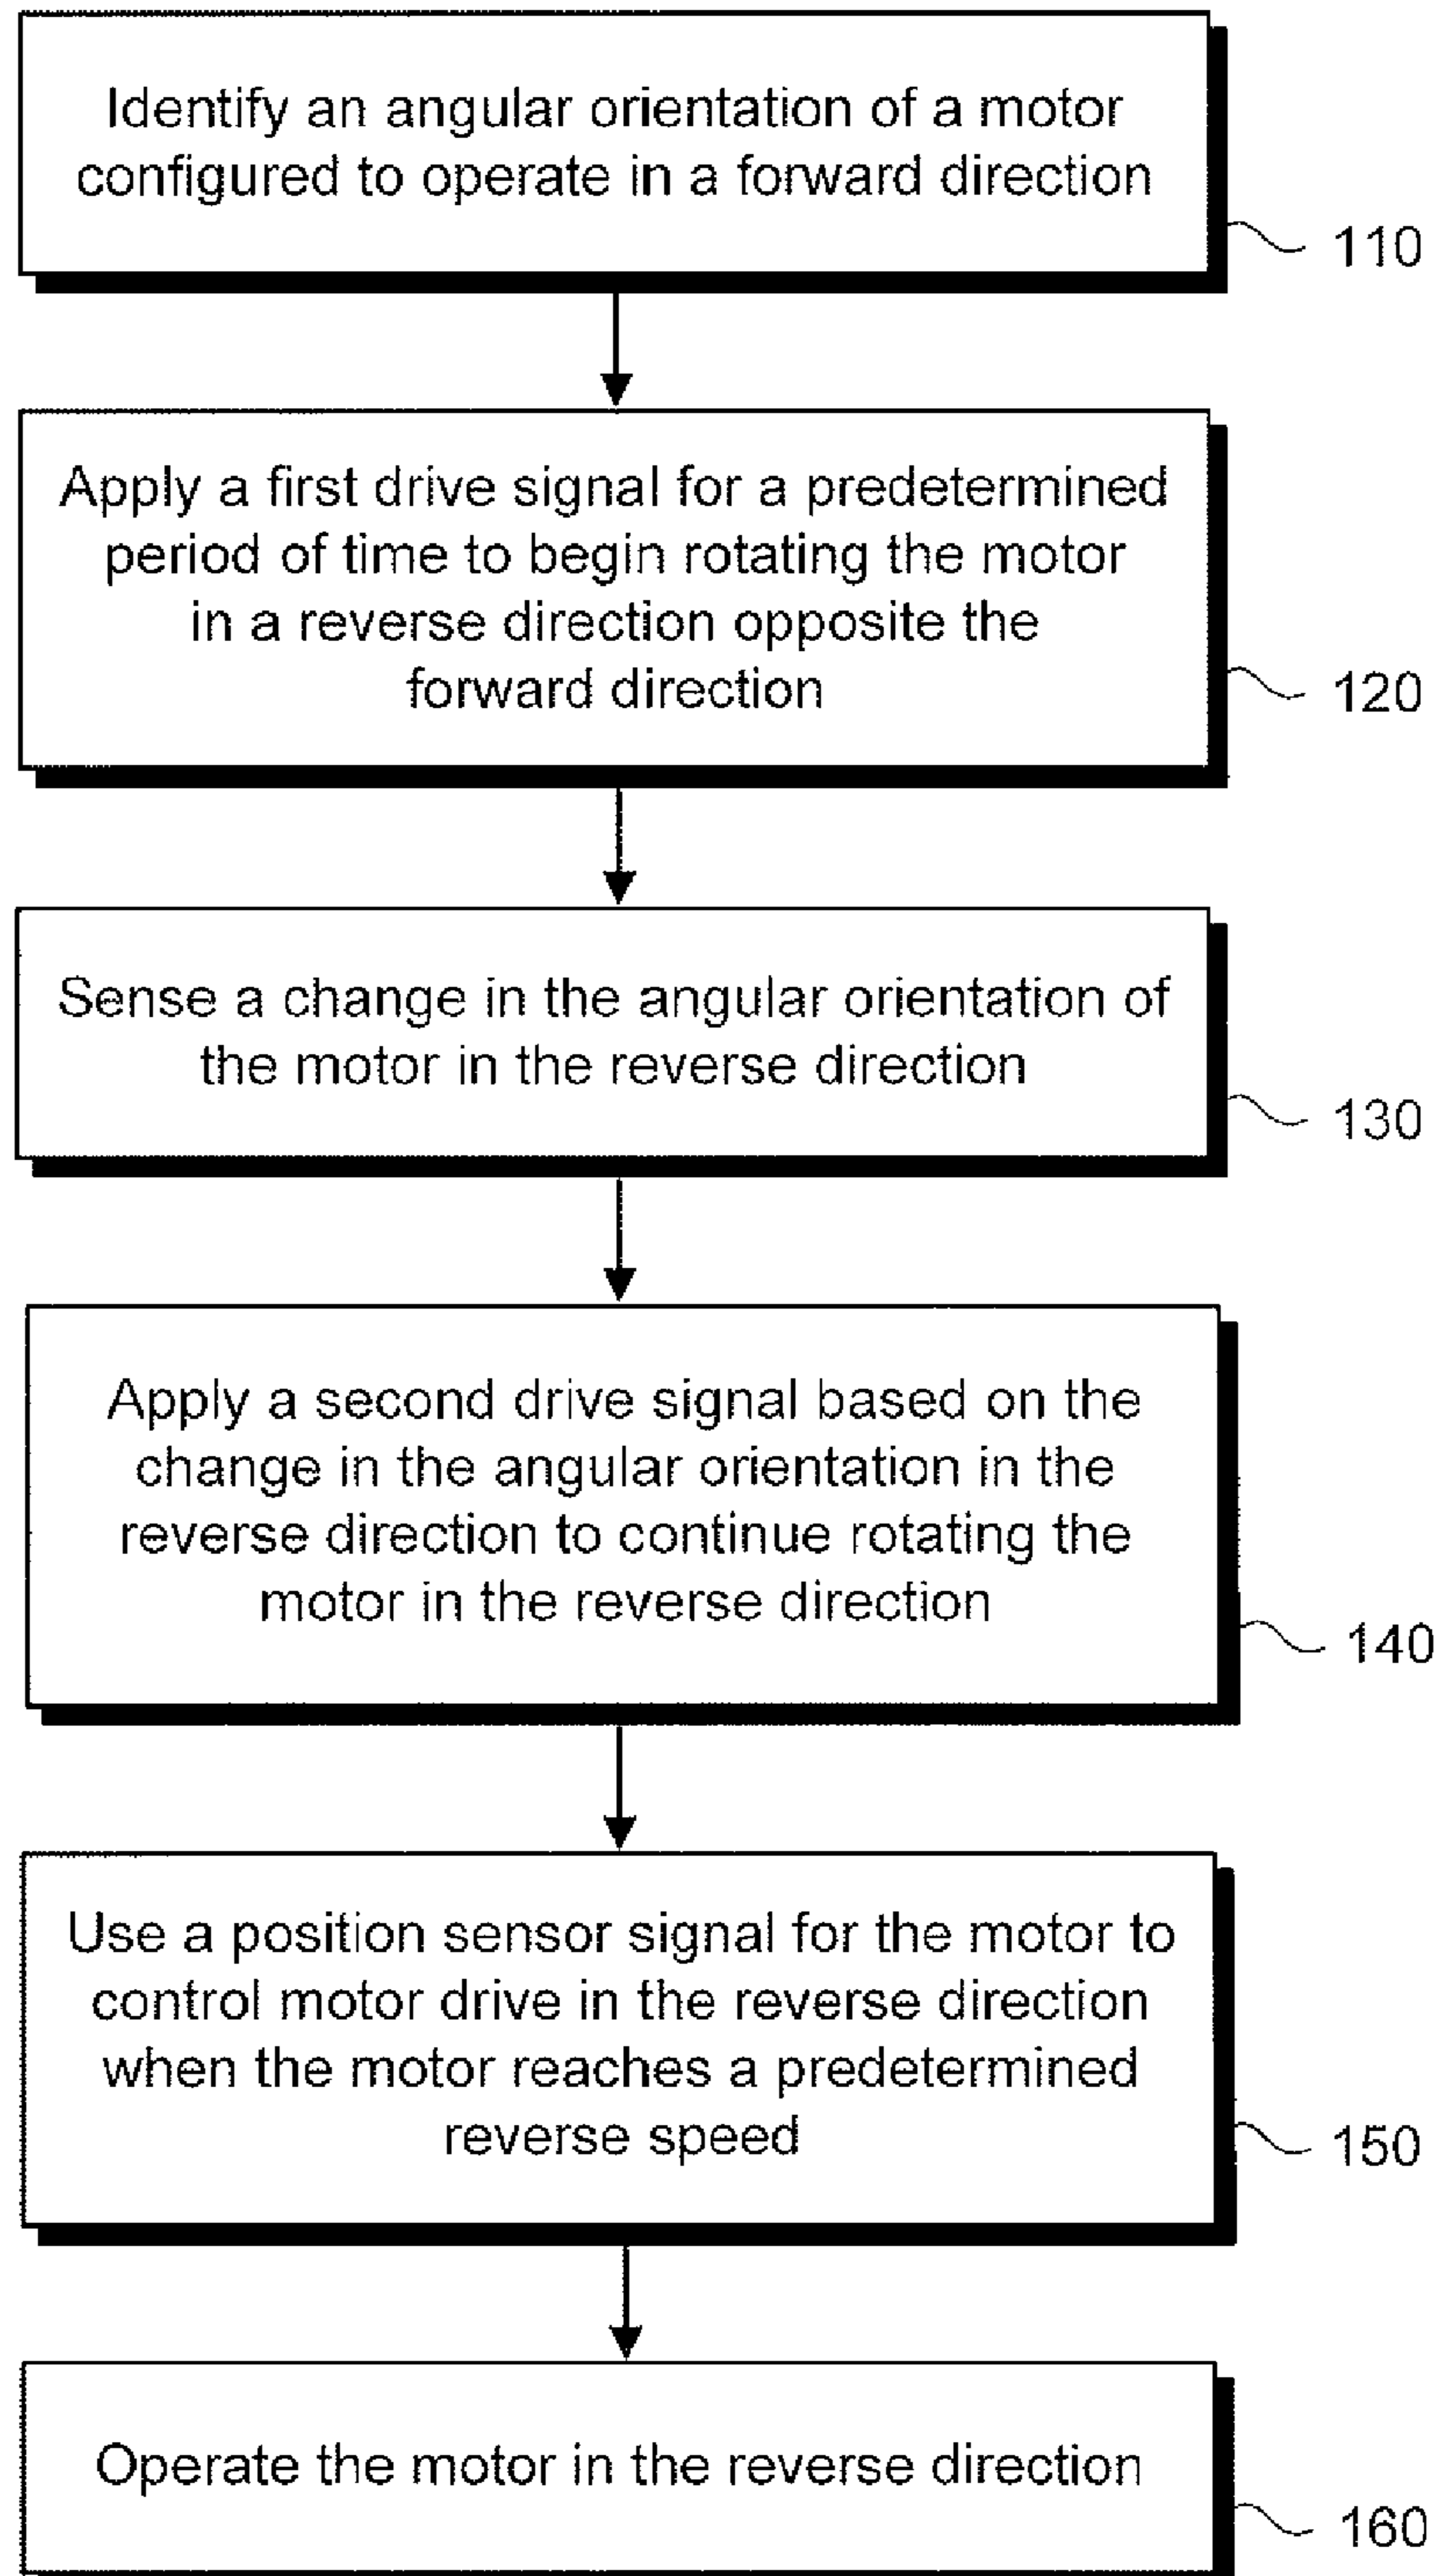 Identify an angular orientation of a motor
configured to operate in a forward direction
110
Apply a first drive signal for a predetermined
period of time to begin rotating the motor
in a reverse direction opposite the
forward direction
120
Sense a change in the angular orientation of
the motor in the reverse direction
130
Apply a second drive signal based on the
change in the angular orientation in the
reverse direction to continue rotating the
motor in the reverse direction
140
Use a position sensor signal for the motor to
control motor drive in the reverse direction
when the motor reaches a predetermined
reverse speed
150
Operate the motor in the reverse direction
160